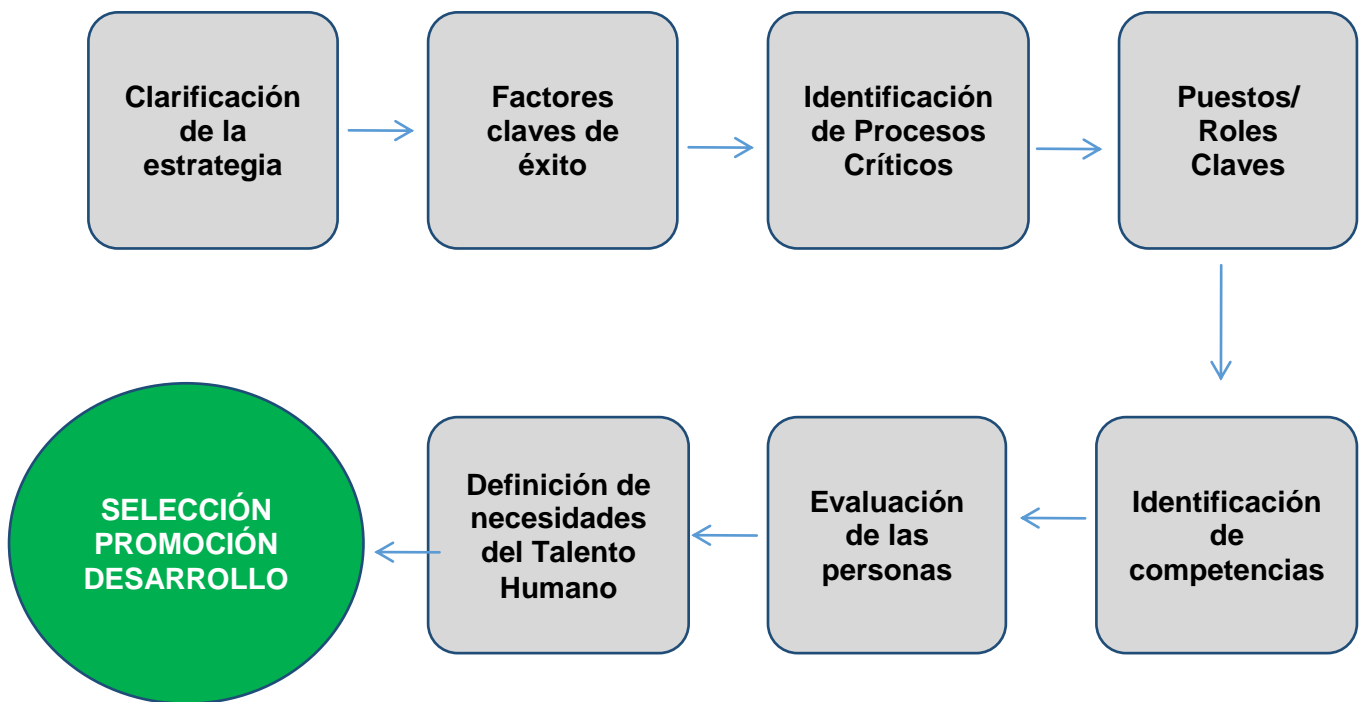 Clarificación
de la
estrategia
Factores
claves de
éxito
Identificación
de Procesos
Críticos
Puestos/
Roles
Claves
Identificación
de
competencias
Evaluación
de las
personas
Definición de
necesidades
del Talento
Humano
SELECCIÓN
PROMOCIÓN
DESARROLLO